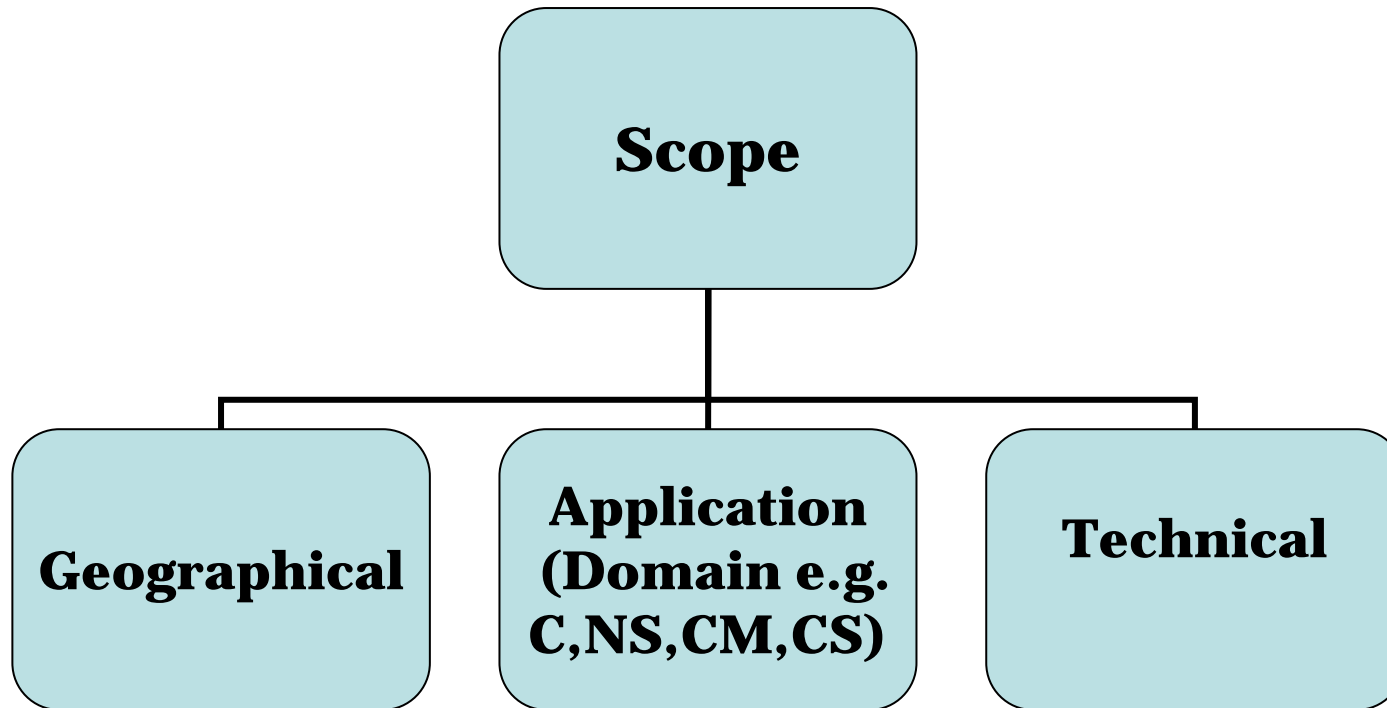 Scope
Geographical
Application
(Domain e.g.
C,NS,CM,CS)
Technical